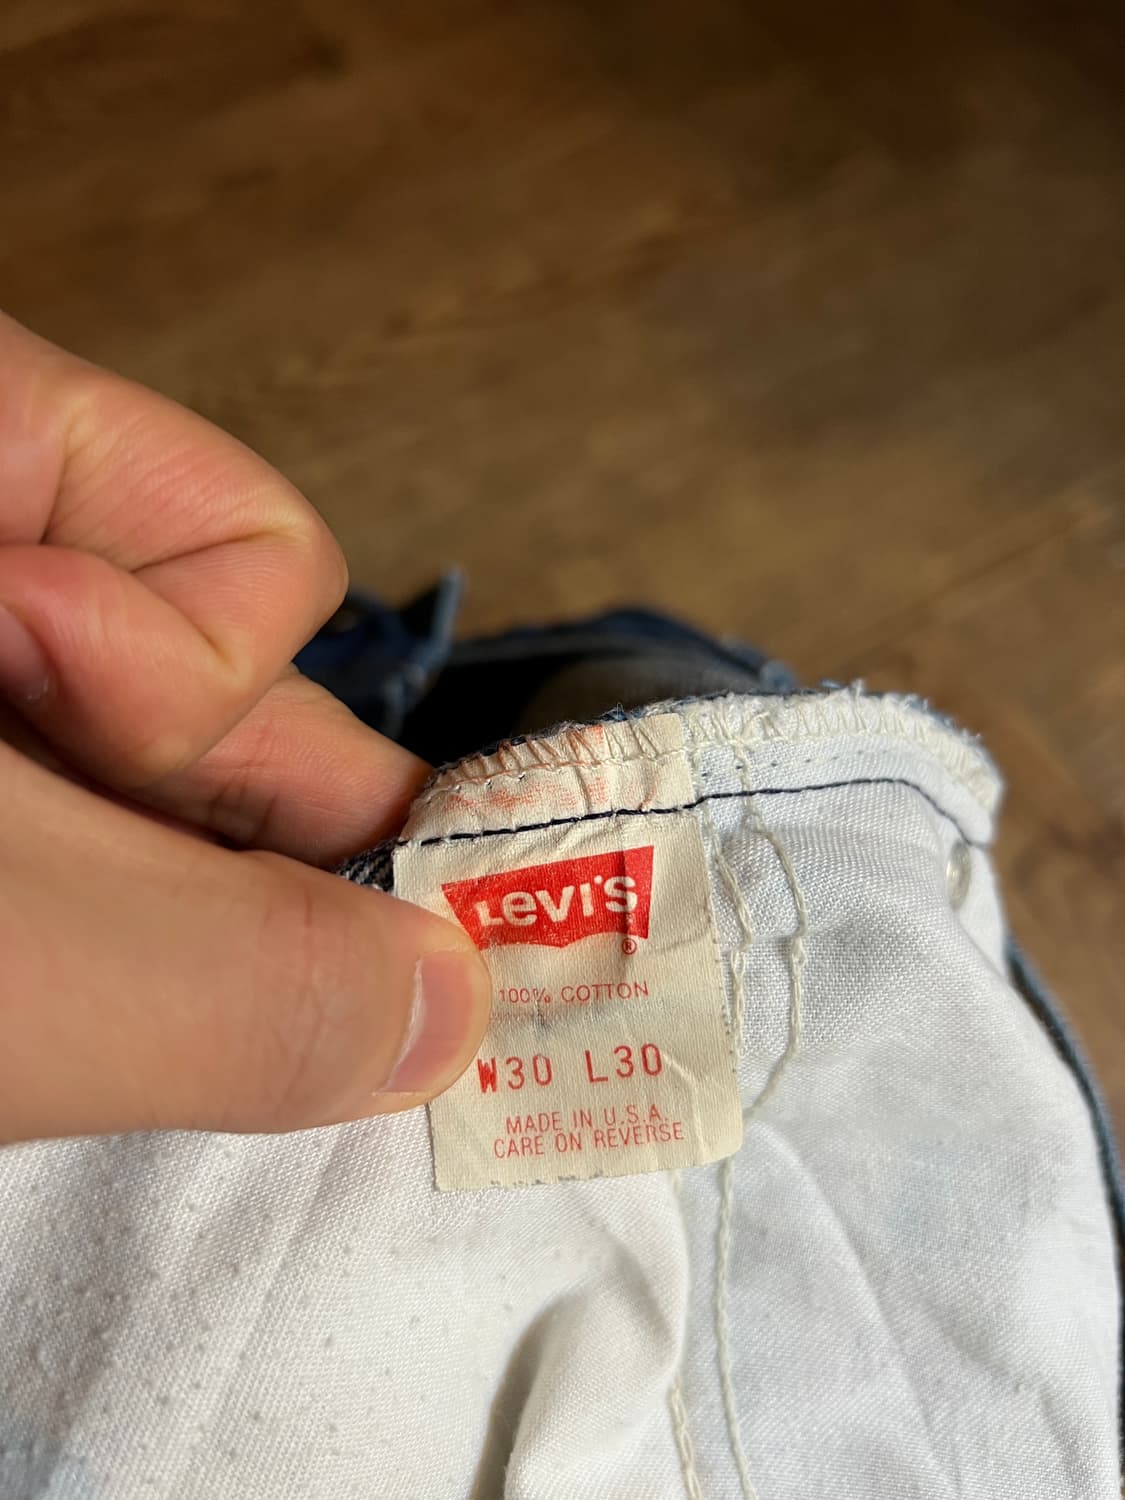 LEVI'S
®
100% COTTON
W30 L30
MADE IN U.S.A.
CARE ON REVERSE